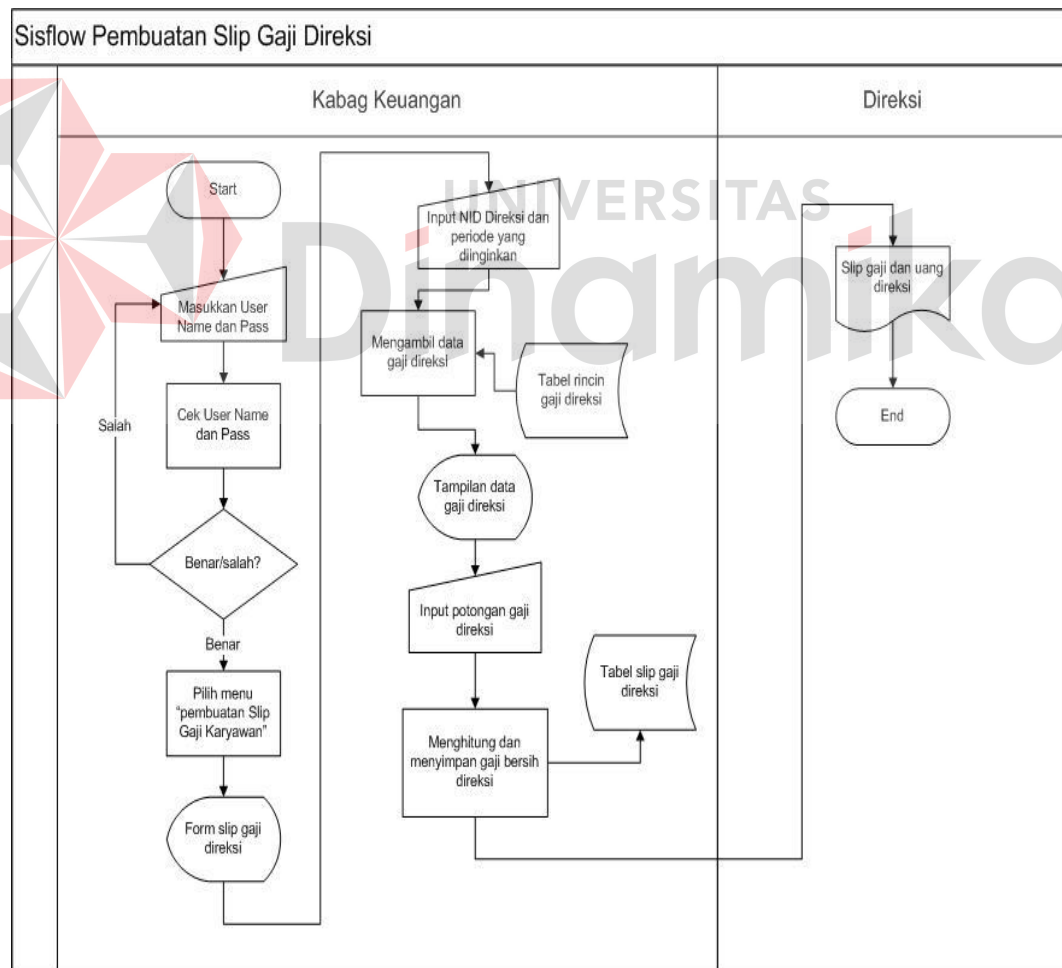 Sisflow Pembuatan Slip Gaji Direksi
Kabag Keuangan
Direksi
UNIVERSITAS
Dinamika
Start
Masukkan User
Name dan Pass
Cek User Name
dan Pass
Salah
Benar/salah?
Benar
Pilih menu
“pembuatan Slip
Gaji Karyawan”
Form slip gaji
direksi
Input NID Direksi dan
periode yang
diinginkan
Mengambil data
gaji direksi
Tabel rincin
gaji direksi
Tampilan data
gaji direksi
Input potongan gaji
direksi
Tabel slip gaji
direksi
Menghitung dan
menyimpan gaji bersih
direksi
Slip gaji dan uang
direksi
End